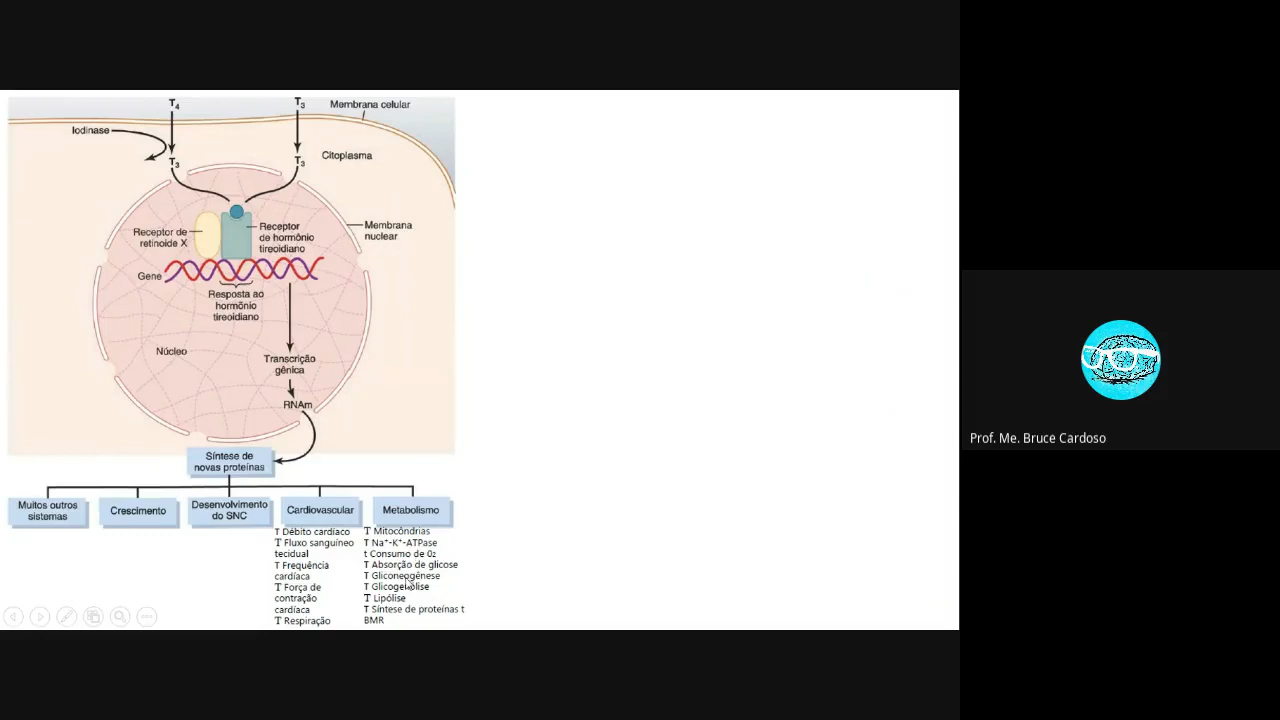 T4
T3
Membrana celular
Iodinase
T3
T3
Citoplasma
Receptor de
retinoide X
Receptor
de hormônio
tireoidiano
Membrana
nuclear
Gene
Resposta ao
hormônio
tireoidiano
Núcleo
Transcrição
gênica
RNAm
Síntese de
novas proteínas
Muitos outros
sistemas
Crescimento
Desenvolvimento
do SNC
Cardiovascular
Metabolismo
T Débito cardíaco
T Fluxo sanguíneo
tecidual
T Frequência
cardíaca
T Força de
contração
cardíaca
T Respiração
T Mitocôndrias
T Na⁺-K⁺-ATPase
t Consumo de 02
T Absorção de glicose
T Gliconeogênese
T Glicogenólise
T Lipólise
T Síntese de proteínas t
BMR
Prof. Me. Bruce Cardoso